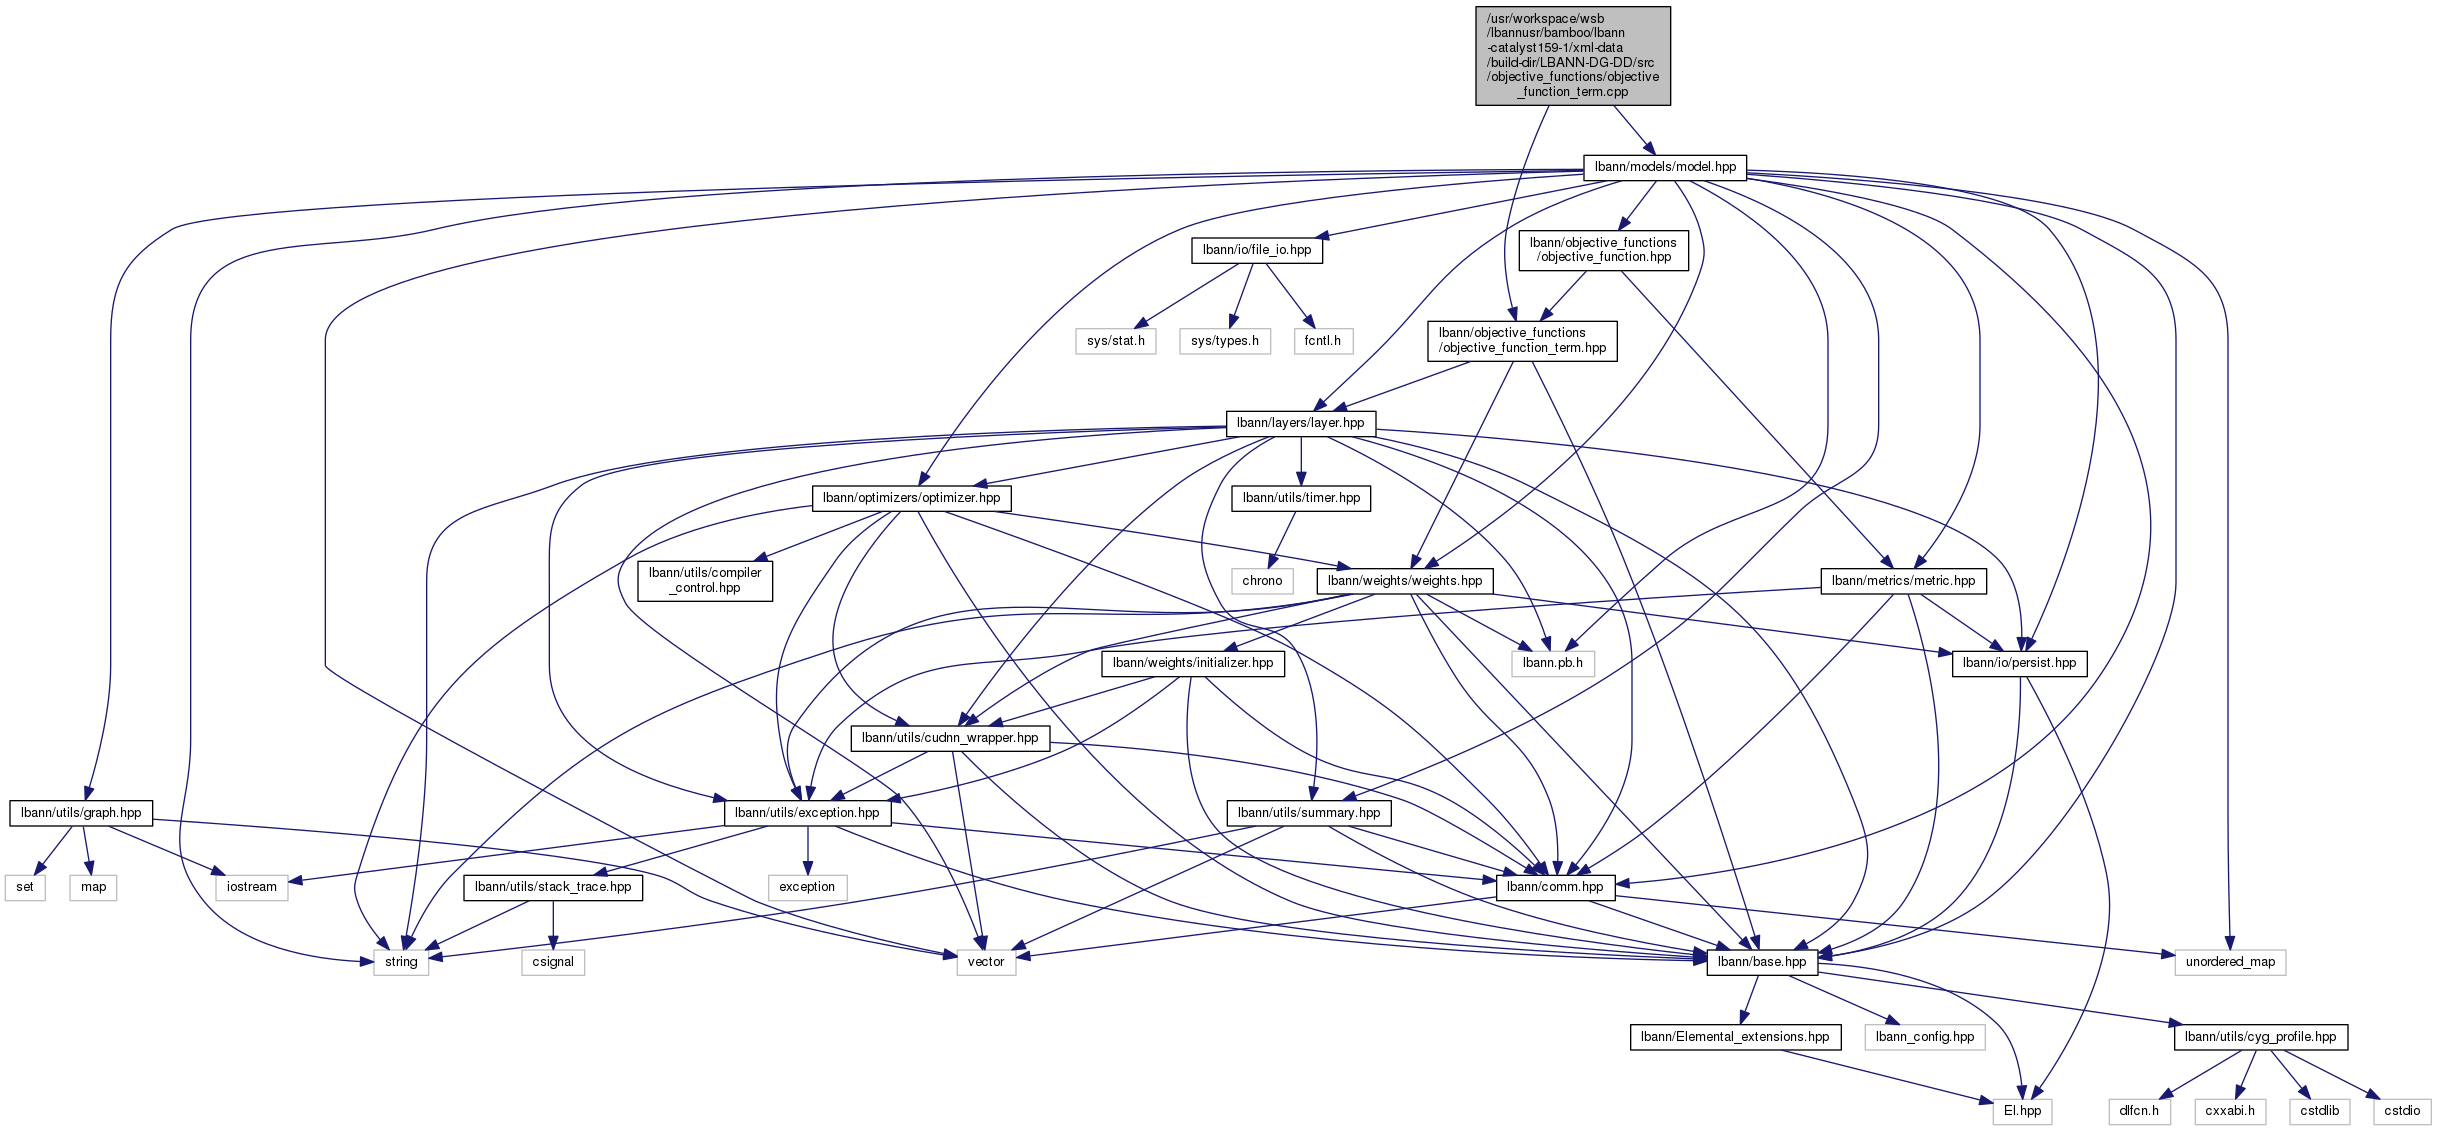 /usr/workspace/wsb
/lbannusr/bamboo/lbann
-catalyst159-1/xml-data
/build-dir/LBANN-DG-DD/src
/objective_functions/objective
_function_term.cpp
lbann/models/model.hpp
lbann/io/file_io.hpp
lbann/objective_functions
/objective_function.hpp
sys/stat.h
sys/types.h
fcntl.h
lbann/objective_functions
/objective_function_term.hpp
lbann/layers/layer.hpp
lbann/optimizers/optimizer.hpp
lbann/utils/timer.hpp
lbann/utils/compiler
_control.hpp
chrono
lbann/weights/weights.hpp
lbann/metrics/metric.hpp
lbann/weights/initializer.hpp
lbann.pb.h
lbann/io/persist.hpp
lbann/utils/cudnn_wrapper.hpp
lbann/utils/graph.hpp
lbann/utils/exception.hpp
lbann/utils/summary.hpp
set
map
iostream
lbann/utils/stack_trace.hpp
exception
lbann/comm.hpp
string
csignal
vector
lbann/base.hpp
unordered_map
lbann/Elemental_extensions.hpp
lbann_config.hpp
lbann/utils/cyg_profile.hpp
El.hpp
dlfcn.h
cxxabi.h
cstdlib
cstdio